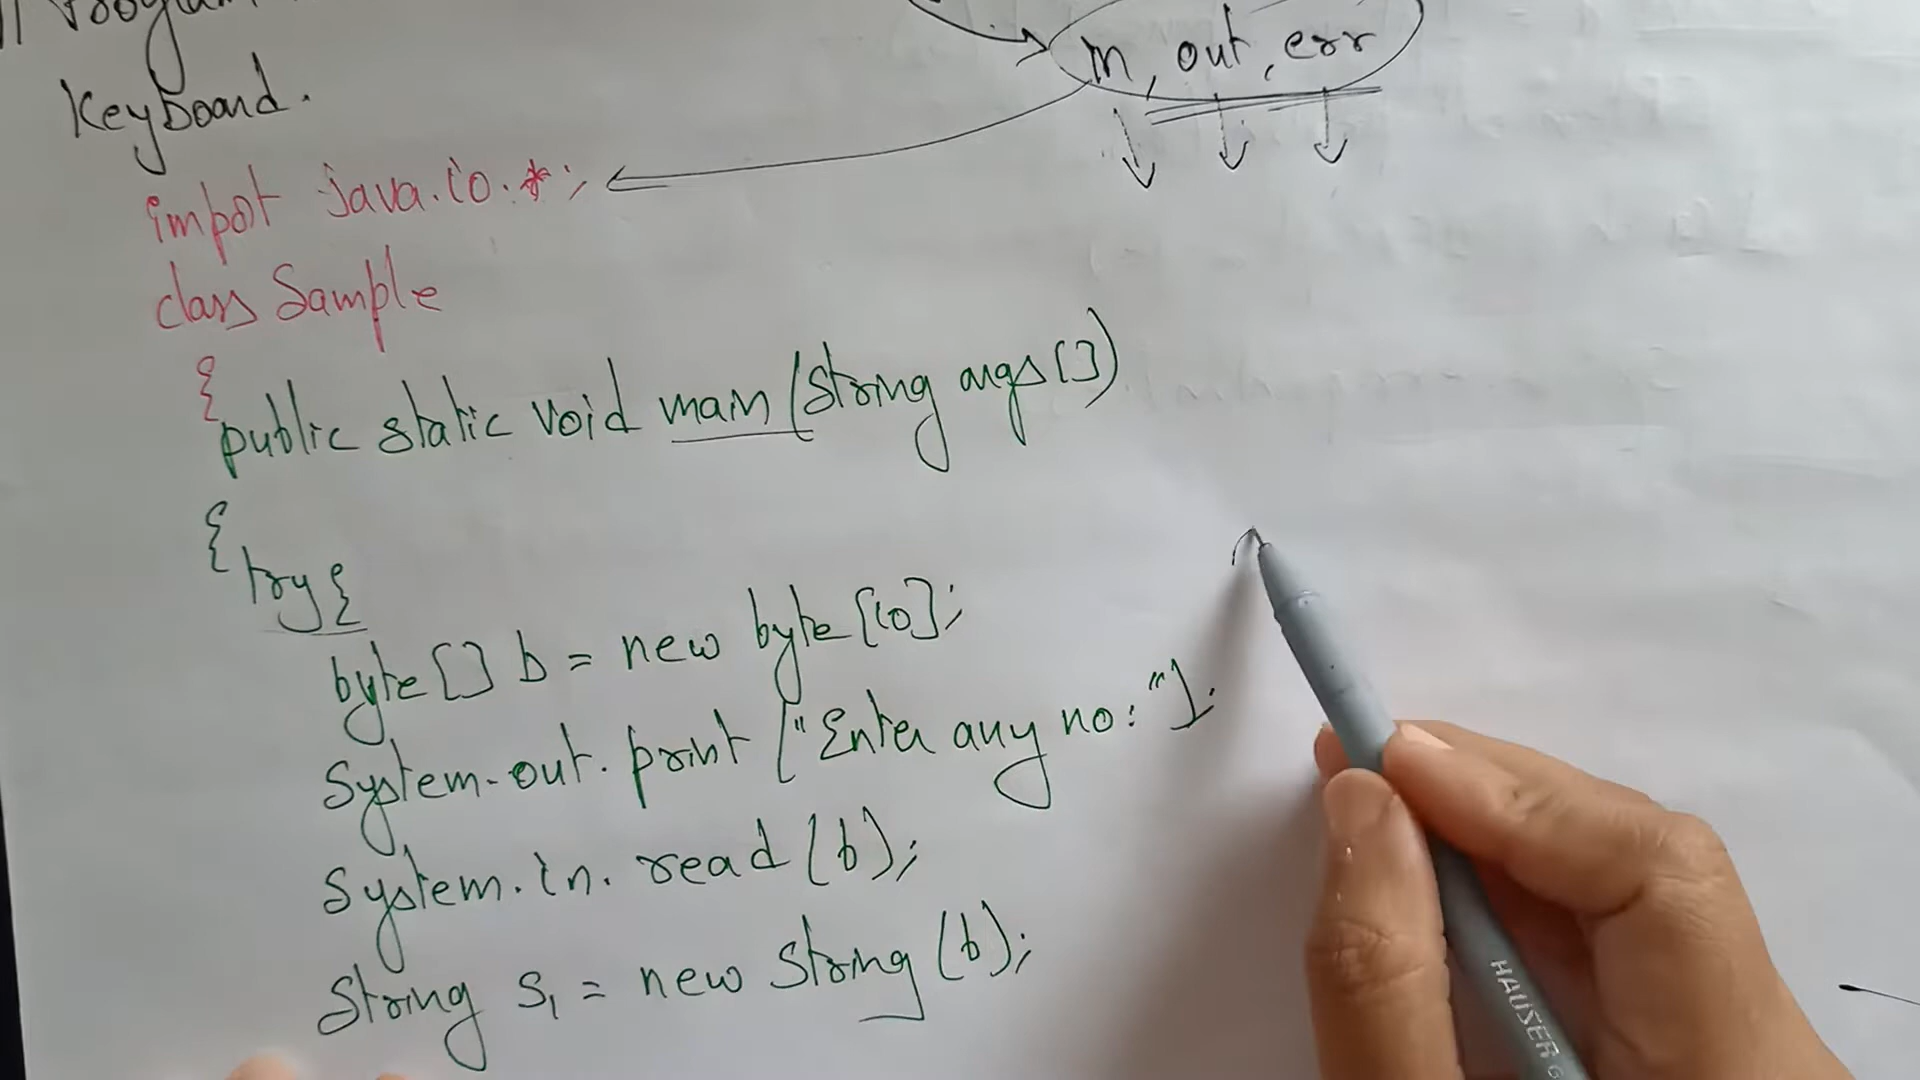 // Program
in, out, err
Keyboard.
import java.io.*;
class Sample
{
public static void main (String args[])
{
try {
byte[] b = new byte[10];
System.out.print ("Enter any no: ");
System.in.read (b);
String s1 = new String (b);
HAUSER